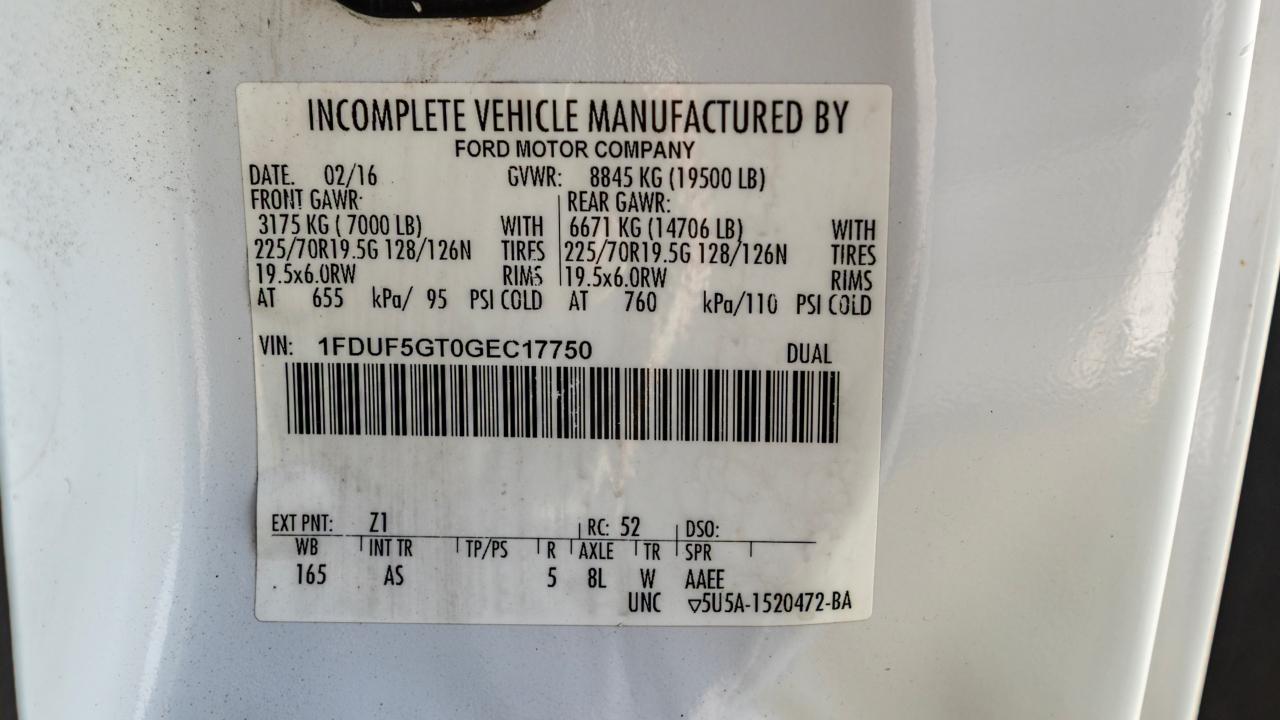 INCOMPLETE VEHICLE MANUFACTURED BY
FORD MOTOR COMPANY
DATE. 02/16 GVWR: 8845 KG (19500 LB)
FRONT GAWR: REAR GAWR:
3175 KG ( 7000 LB) WITH 6671 KG (14706 LB) WITH
225/70R19.5G 128/126N TIRES 225/70R19.5G 128/126N TIRES
19.5x6.0RW RIMS 19.5x6.0RW RIMS
AT 655 kPa/ 95 PSI COLD AT 760 kPa/110 PSI COLD
VIN: 1FDUF5GT0GEC17750 DUAL
EXT PNT: Z1 RC: 52 DSO:
WB INT TR TP/PS R AXLE TR SPR
165 AS 5 8L W AAEE
UNC ▽5U5A-1520472-BA